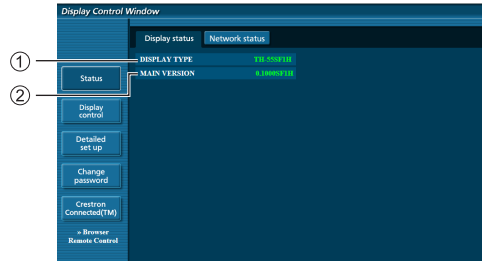 Display Control Window
Display status Network status
① DISPLAY TYPE TH-55SF1H
② MAIN VERSION 0.1000SF1H
Status
Display
control
Detailed
set up
Change
password
Crestron
Connected(TM)
» Browser
Remote Control